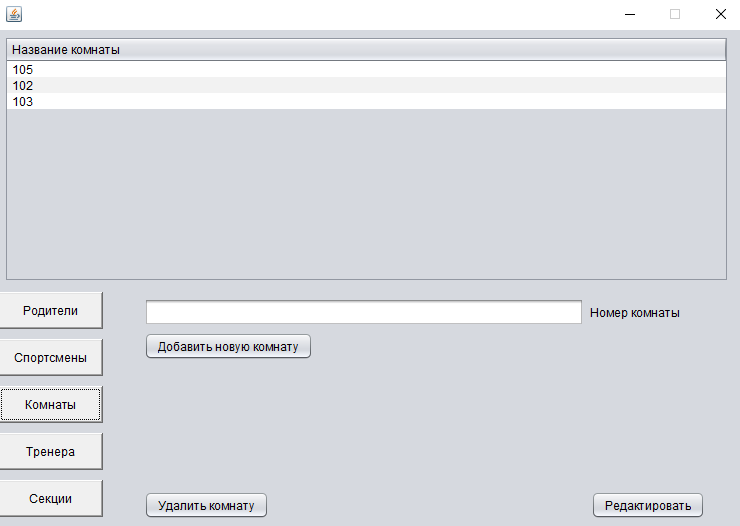 Название комнаты
105
102
103
Родители
Номер комнаты
Добавить новую комнату
Спортсмены
Комнаты
Тренера
Секции
Удалить комнату
Редактировать